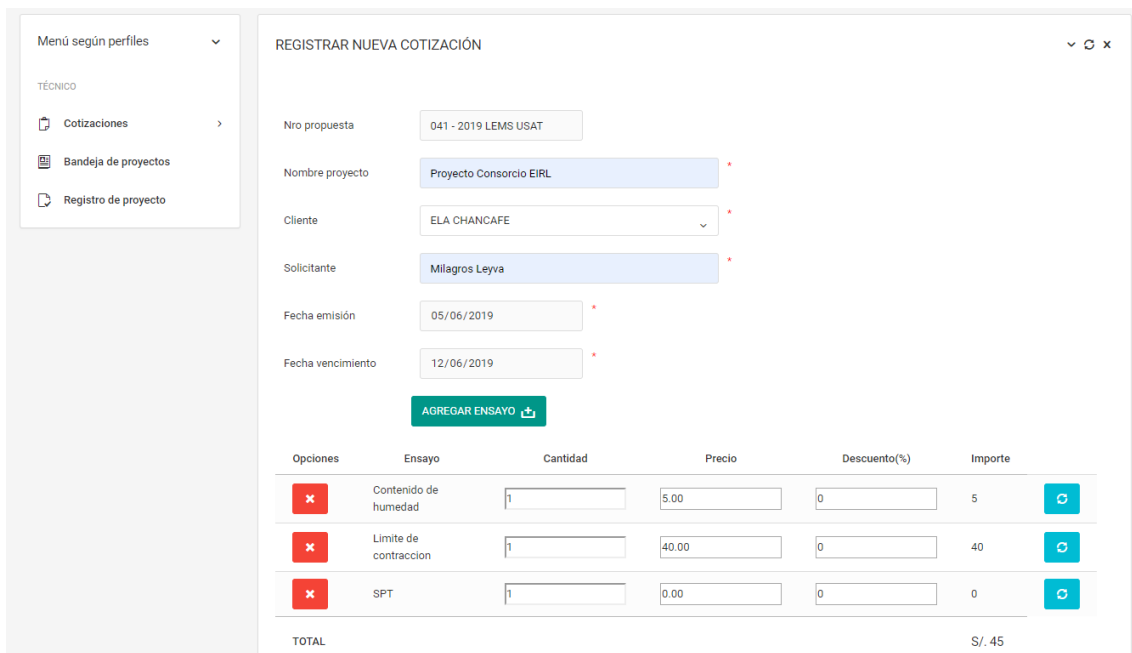 Menú según perfiles
REGISTRAR NUEVA COTIZACIÓN
TÉCNICO
Cotizaciones
Bandeja de proyectos
Registro de proyecto
Nro propuesta 041 - 2019 LEMS USAT
Nombre proyecto Proyecto Consorcio EIRL *
Cliente ELA CHANCAFE *
Solicitante Milagros Leyva *
Fecha emisión 05/06/2019 *
Fecha vencimiento 12/06/2019 *
AGREGAR ENSAYO
Opciones Ensayo Cantidad Precio Descuento(%) Importe
Contenido de
humedad 1 5.00 0 5
Limite de
contraccion 1 40.00 0 40
SPT 1 0.00 0 0
TOTAL S/. 45